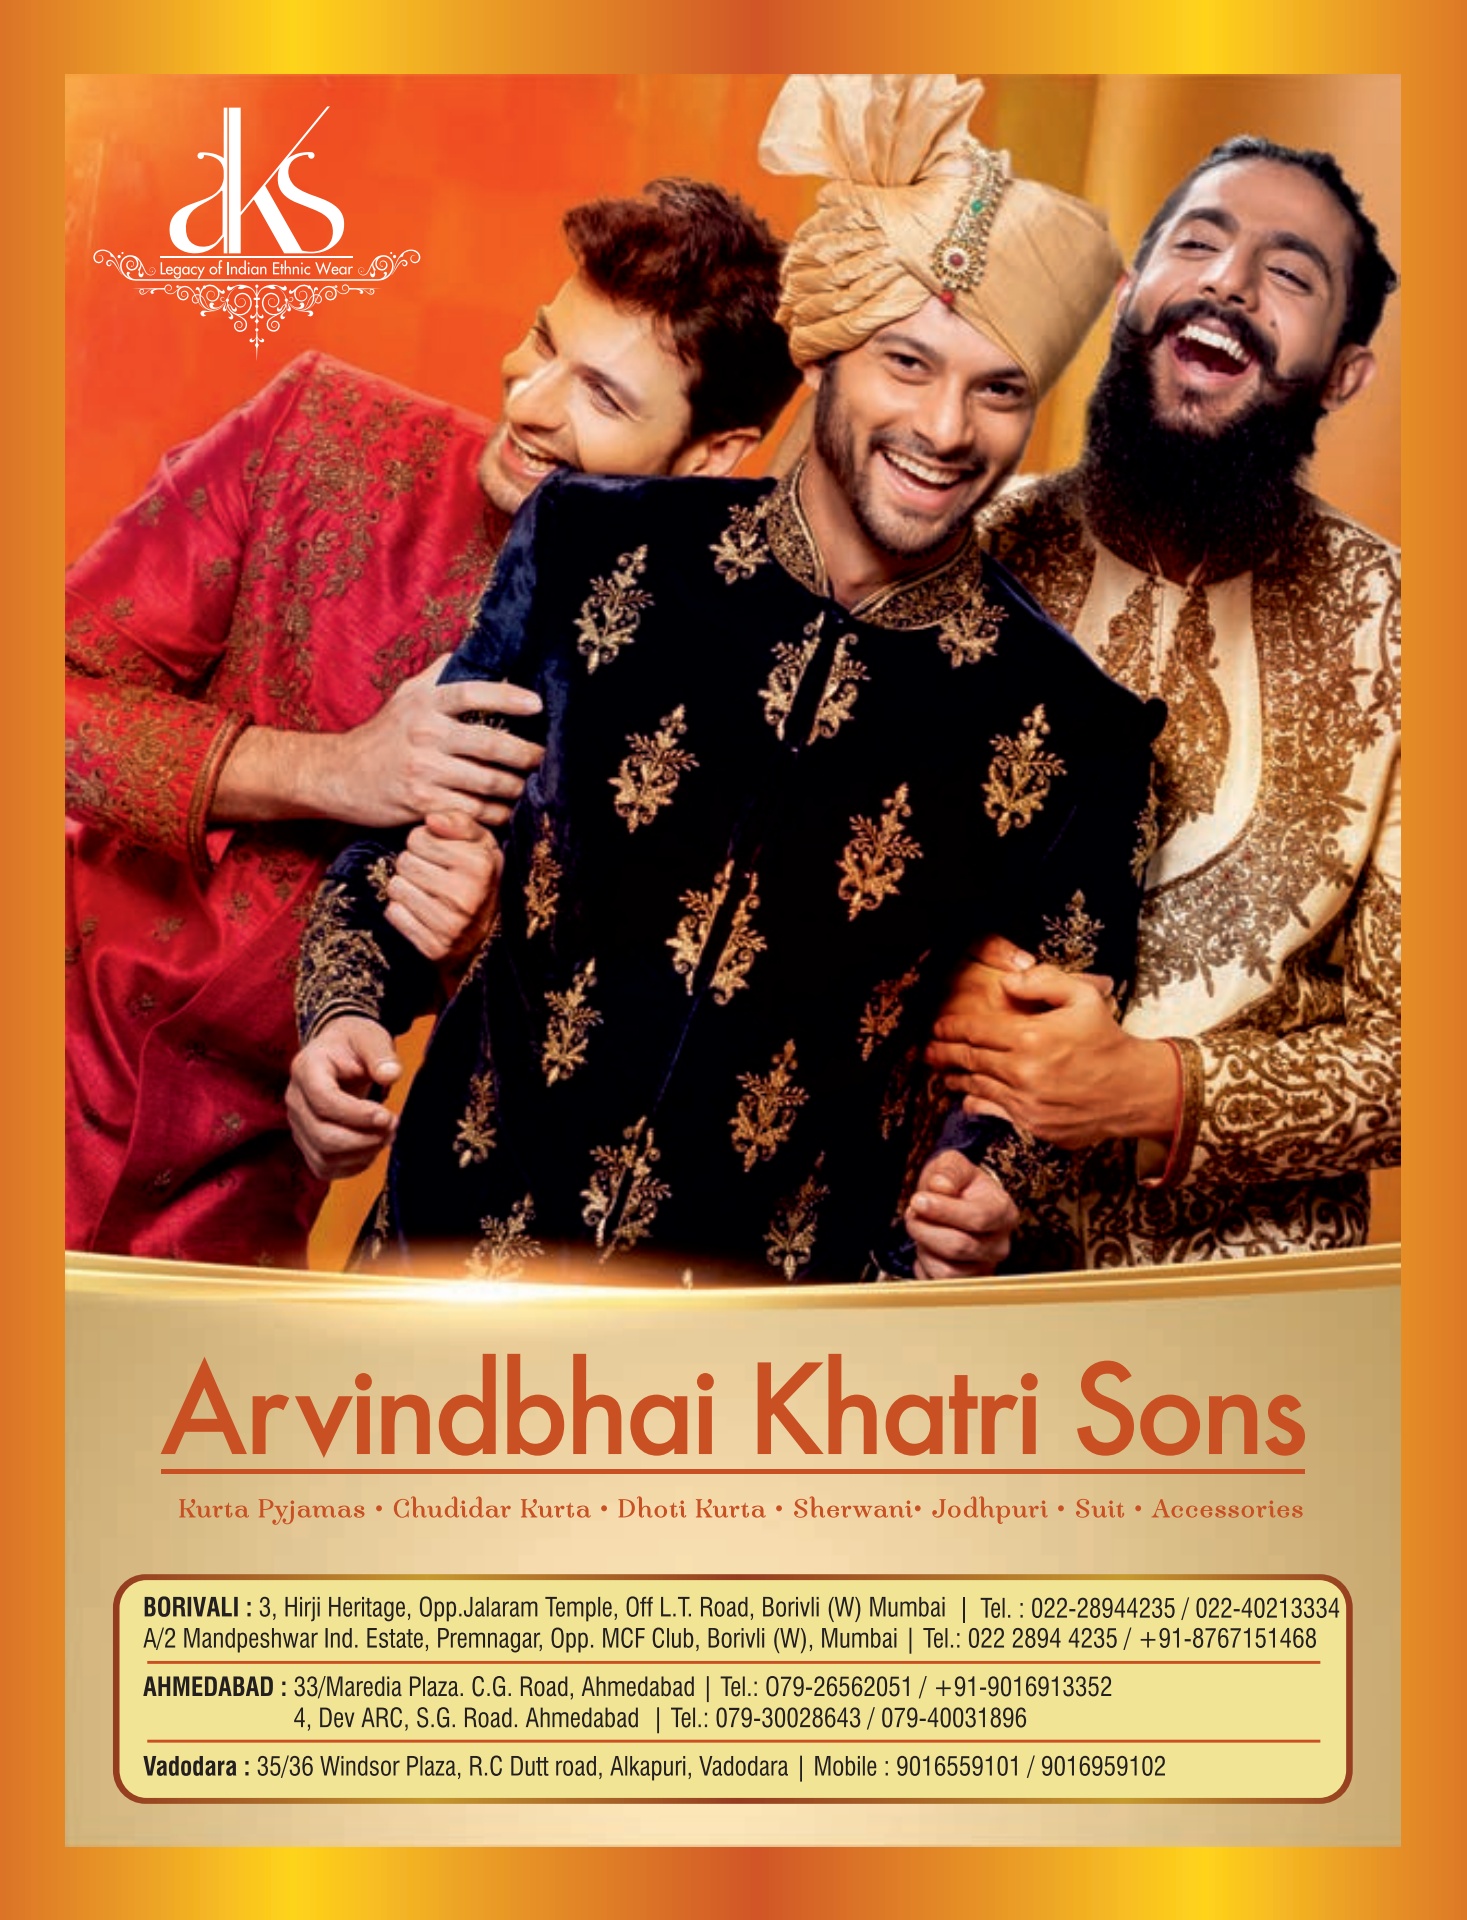 aks
Legacy of Indian Ethnic Wear
Arvindbhai Khatri Sons
Kurta Pyjamas • Chudidar Kurta • Dhoti Kurta • Sherwani• Jodhpuri • Suit • Accessories
BORIVALI : 3, Hirji Heritage, Opp.Jalaram Temple, Off L.T. Road, Borivli (W) Mumbai | Tel. : 022-28944235 / 022-40213334
A/2 Mandpeshwar Ind. Estate, Premnagar, Opp. MCF Club, Borivli (W), Mumbai | Tel.: 022 2894 4235 / +91-8767151468
AHMEDABAD : 33/Maredia Plaza. C.G. Road, Ahmedabad | Tel.: O79-26562051 / +91-9016913352
4, Dev ARC, S.G. Road. Ahmedabad | Tel.: 079-30028643 / 079-40031896
Vadodara : 35/36 Windsor Plaza, R.C Dutt road, Alkapuri, Vadodara | Mobile : 9016559101 / 9016959102